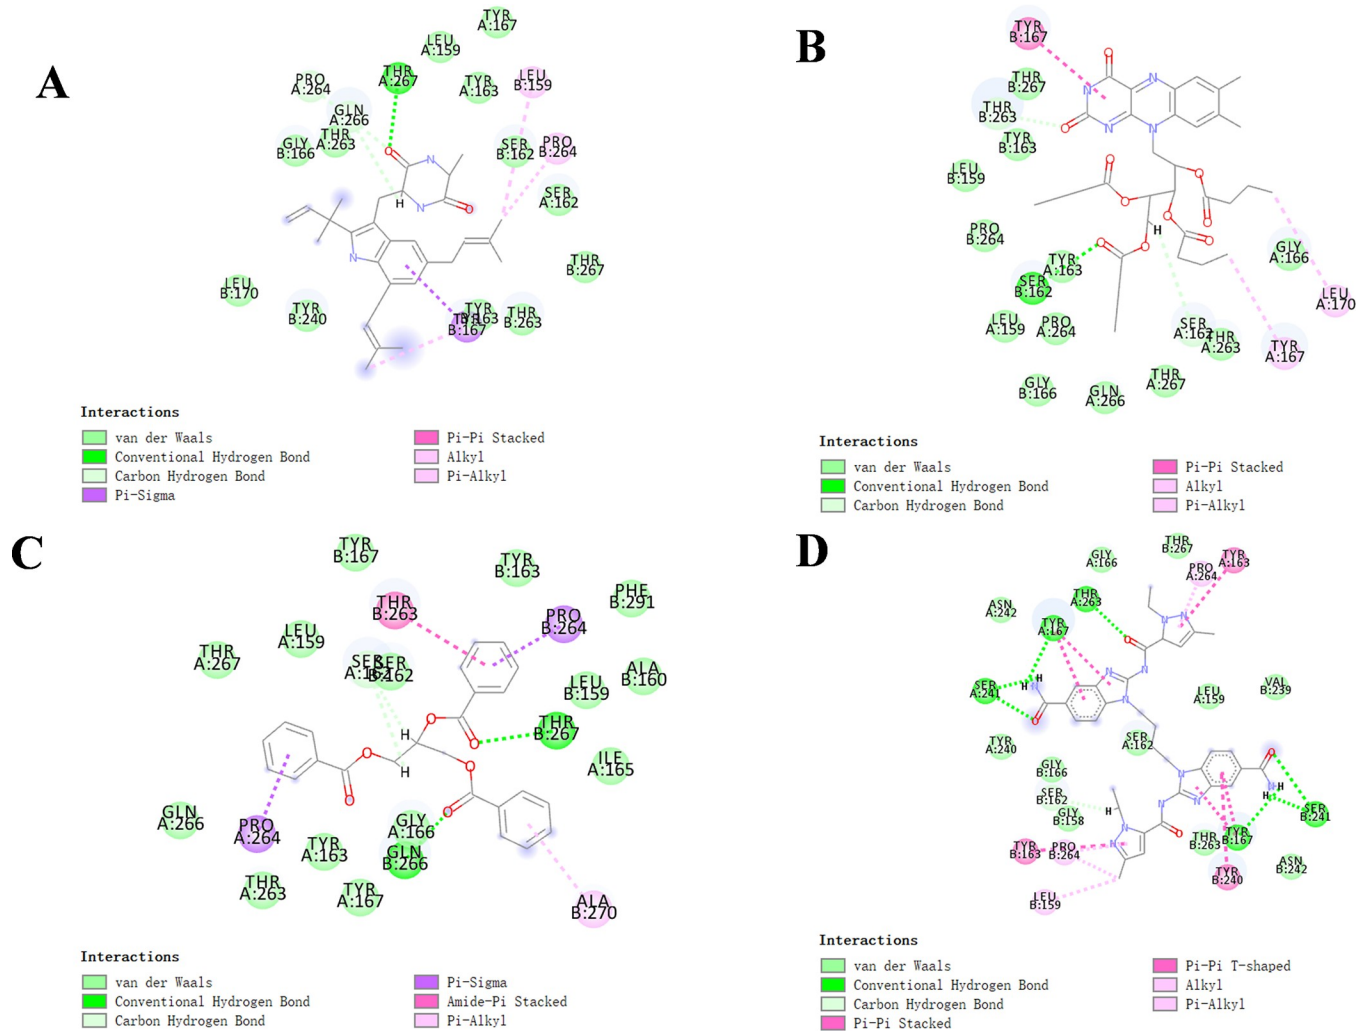 A
TYR
A:167
LEU
A:159
THR
A:267
TYR
A:163
LEU
B:159
PRO
A:264
GLN
A:266
THR
A:263
GLY
B:166
SER
B:162
PRO
B:264
SER
A:162
THR
B:267
LEU
B:170
TYR
B:240
TYR
B:163
TYR
B:167
THR
B:263
Interactions
van der Waals
Conventional Hydrogen Bond
Carbon Hydrogen Bond
Pi-Sigma
Pi-Pi Stacked
Alkyl
Pi-Alkyl
B
TYR
B:167
THR
B:267
THR
B:263
TYR
B:163
LEU
B:159
PRO
B:264
TYR
A:163
SER
B:162
LEU
A:159
PRO
A:264
GLY
B:166
GLN
A:266
THR
A:267
SER
A:162
THR
A:263
TYR
A:167
GLY
A:166
LEU
A:170
Interactions
van der Waals
Conventional Hydrogen Bond
Carbon Hydrogen Bond
Pi-Pi Stacked
Alkyl
Pi-Alkyl
C
TYR
B:167
TYR
B:163
PHE
B:291
THR
B:263
PRO
B:264
LEU
A:159
THR
A:267
SER
A:162
SER
B:162
LEU
B:159
ALA
B:160
THR
B:267
ILE
A:165
GLN
A:266
PRO
A:264
TYR
A:163
GLY
A:166
GLN
B:266
THR
A:263
TYR
A:167
ALA
B:270
Interactions
van der Waals
Conventional Hydrogen Bond
Carbon Hydrogen Bond
Pi-Sigma
Amide-Pi Stacked
Pi-Alkyl
D
GLY
A:166
THR
B:267
PRO
A:264
TYR
A:163
THR
A:263
ASN
A:242
TYR
A:167
SER
A:241
LEU
A:159
VAL
B:239
TYR
A:240
SER
A:162
GLY
B:166
SER
B:162
GLY
B:158
SER
B:241
TYR
B:163
PRO
B:264
THR
B:263
TYR
B:167
TYR
B:240
ASN
B:242
LEU
B:159
Interactions
van der Waals
Conventional Hydrogen Bond
Carbon Hydrogen Bond
Pi-Pi Stacked
Pi-Pi T-shaped
Alkyl
Pi-Alkyl